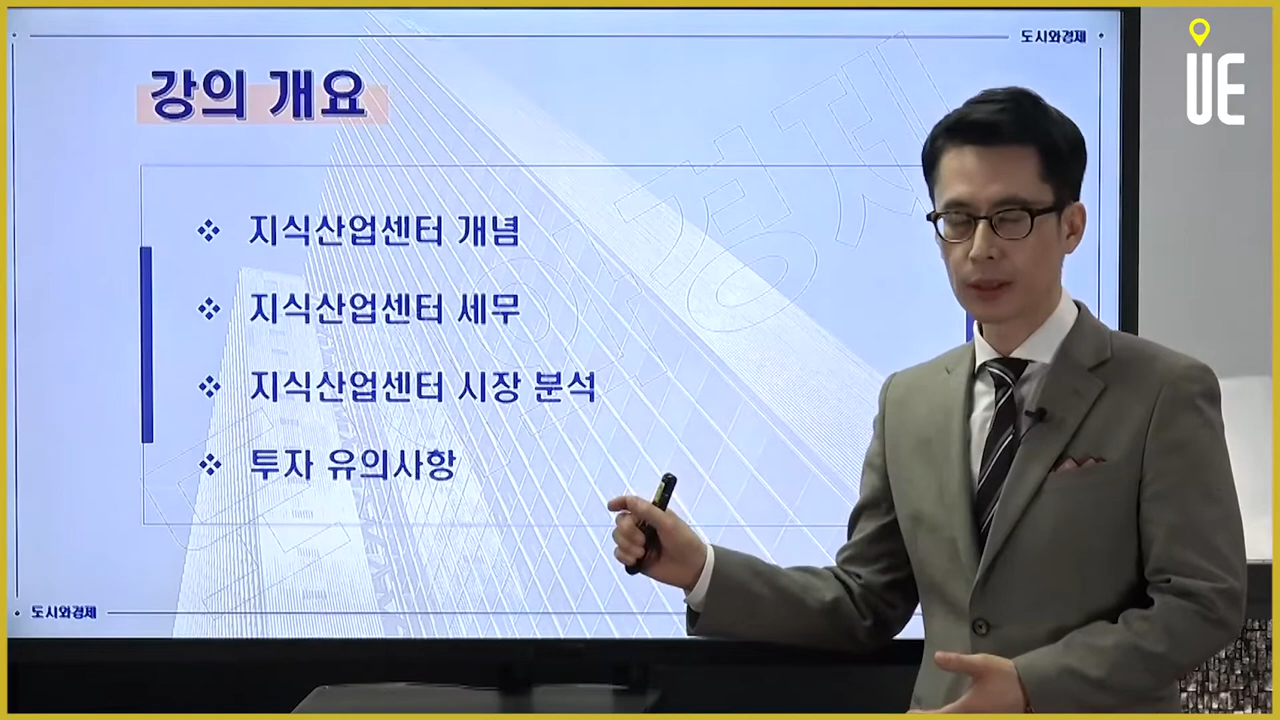 도시와경제
UE
강의 개요
지식산업센터 개념
지식산업센터 세무
지식산업센터 시장 분석
투자 유의사항
도시와경제